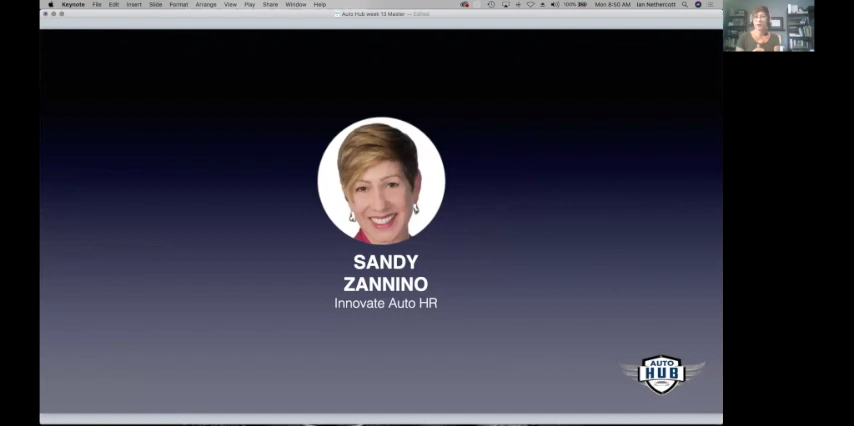 Keynote File Edit Insert Slide Format Arrange View Play Share Window Help 100% Mon 8:50 AM Ian Nethercott
Auto Hub week 13 Master — Edited
SANDY
ZANNINO
Innovate Auto HR
AUTO
HUB